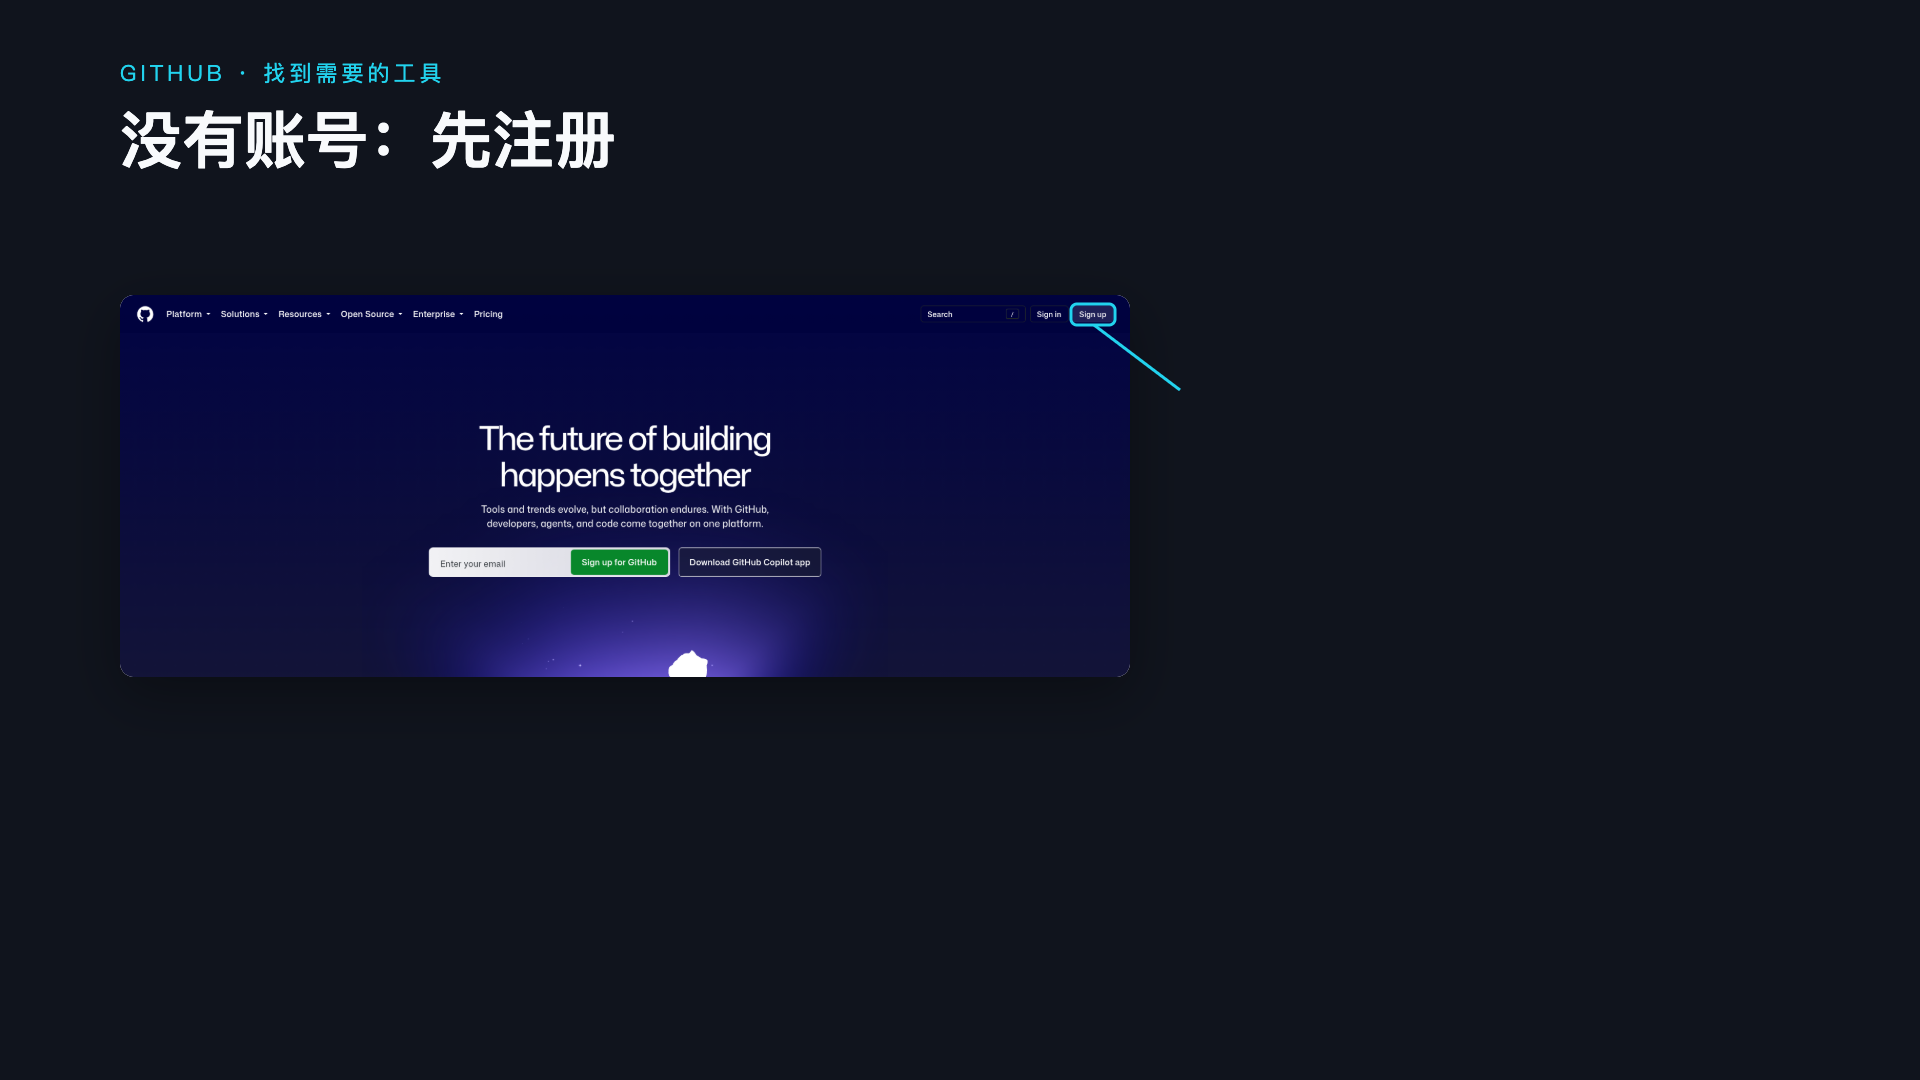 GITHUB · 找到需要的工具
没有账号：先注册
Platform Solutions Resources Open Source Enterprise Pricing Search / Sign in Sign up
The future of building
happens together
Tools and trends evolve, but collaboration endures. With GitHub,
developers, agents, and code come together on one platform.
Enter your email Sign up for GitHub Download GitHub Copilot app